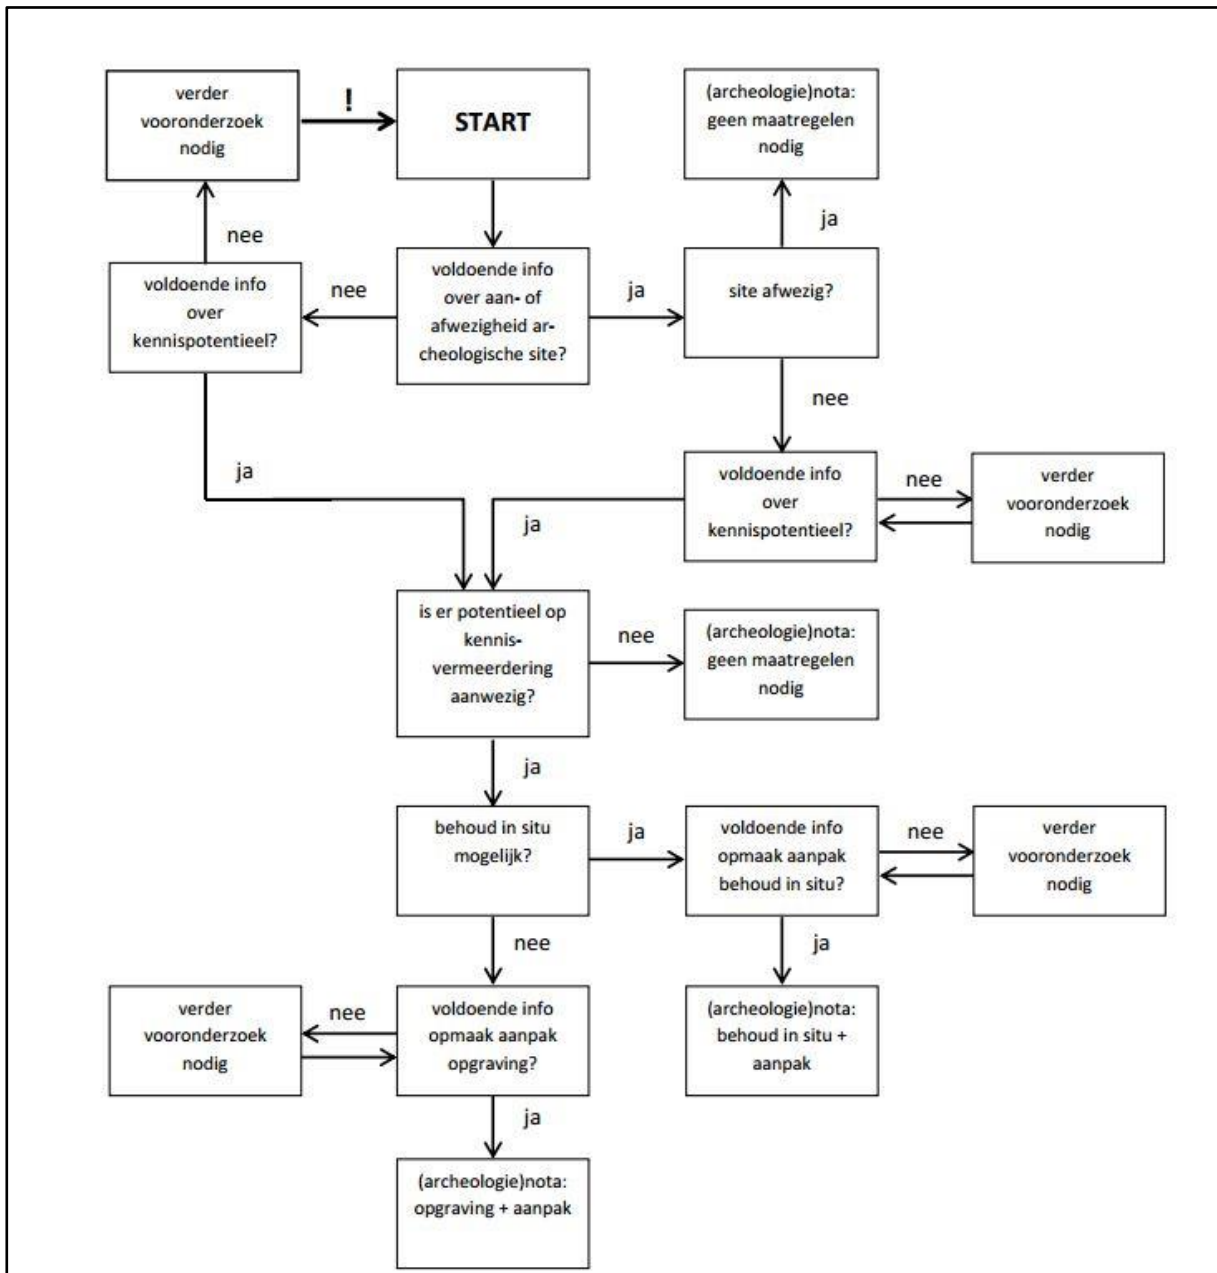 verder
vooronderzoek
nodig
!
START
(archeologie)nota:
geen maatregelen
nodig
nee
ja
voldoende info
over
kennispotentieel?
nee
voldoende info
over aan- of
afwezigheid ar-
cheologische site?
ja
site afwezig?
nee
ja
voldoende info
over
kennispotentieel?
nee
verder
vooronderzoek
nodig
ja
is er potentieel op
kennis-
vermeerdering
aanwezig?
nee
(archeologie)nota:
geen maatregelen
nodig
ja
behoud in situ
mogelijk?
ja
voldoende info
opmaak aanpak
behoud in situ?
nee
verder
vooronderzoek
nodig
nee
ja
verder
vooronderzoek
nodig
nee
voldoende info
opmaak aanpak
opgraving?
(archeologie)nota:
behoud in situ +
aanpak
ja
(archeologie)nota:
opgraving + aanpak